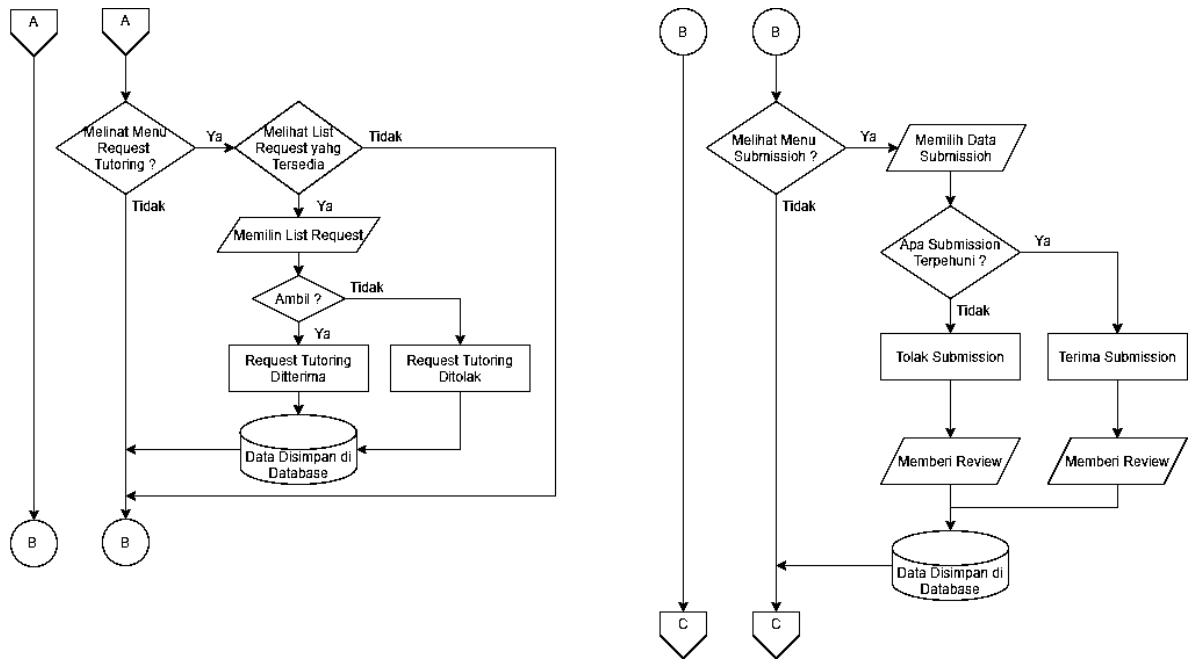 A
A
Melinat Menu
Request
Tutoring ?
Ya
Melihat List
Request yahg
Tersedia
Tidak
Tidak
Ya
Memilin List Request
Ambil ?
Tidak
Ya
Request Tutoring
Ditterima
Request Tutoring
Ditolak
Data Disimpan di
Database
B
B
B
B
Melihat Menu
Submissioh ?
Ya
Memilih Data
Submissioh
Tidak
Apa Submission
Terpehuni ?
Ya
Tidak
Tolak Submission
Terima Submission
Memberi Review
Memberi Review
Data Disimpan di
Database
C
C